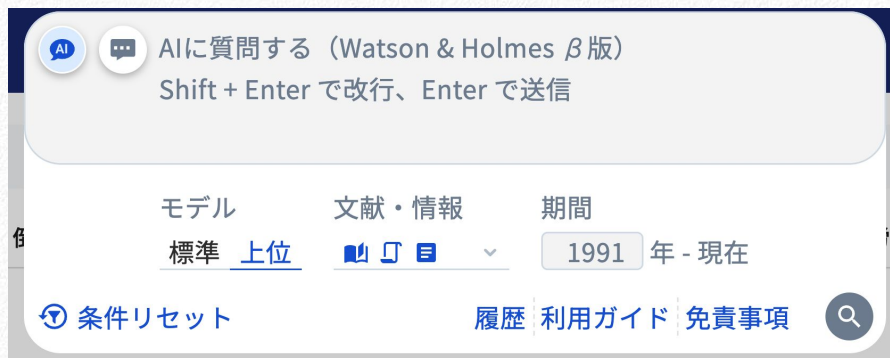 AI AIに質問する（Watson & Holmes β版）
Shift + Enter で改行、Enter で送信
モデル 文献・情報 期間
標準 上位 1991 年 - 現在
条件リセット 履歴 利用ガイド 免責事項